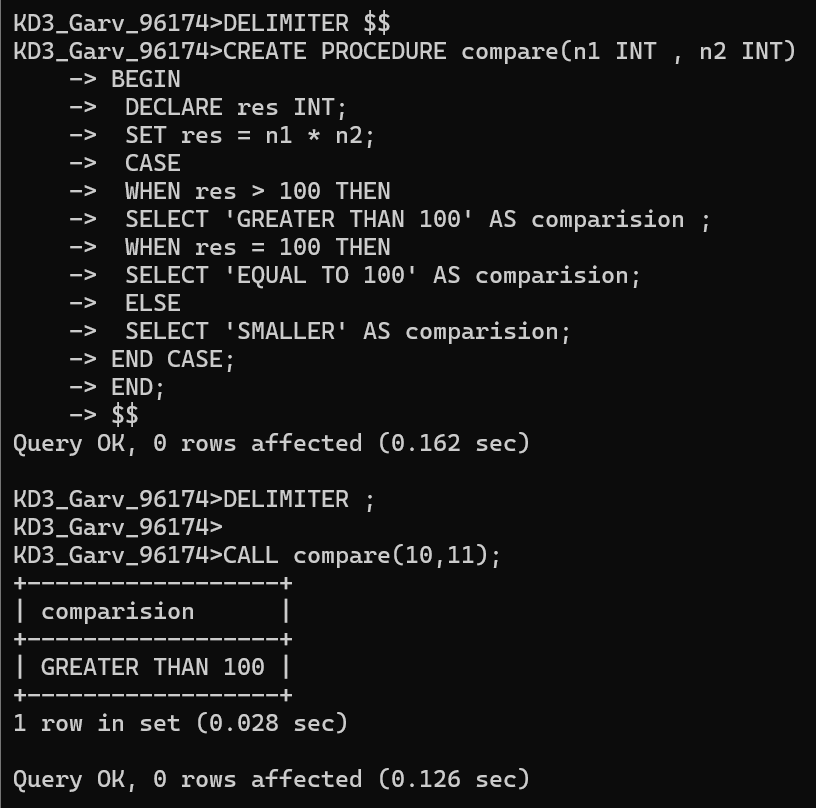 KD3_Garv_96174>DELIMITER $$
KD3_Garv_96174>CREATE PROCEDURE compare(n1 INT , n2 INT)
    -> BEGIN
    ->  DECLARE res INT;
    ->  SET res = n1 * n2;
    ->  CASE
    ->  WHEN res > 100 THEN
    ->  SELECT 'GREATER THAN 100' AS comparision ;
    ->  WHEN res = 100 THEN
    ->  SELECT 'EQUAL TO 100' AS comparision;
    ->  ELSE
    ->  SELECT 'SMALLER' AS comparision;
    -> END CASE;
    -> END;
    -> $$
Query OK, 0 rows affected (0.162 sec)

KD3_Garv_96174>DELIMITER ;
KD3_Garv_96174>
KD3_Garv_96174>CALL compare(10,11);
+------------------+
| comparision      |
+------------------+
| GREATER THAN 100 |
+------------------+
1 row in set (0.028 sec)

Query OK, 0 rows affected (0.126 sec)